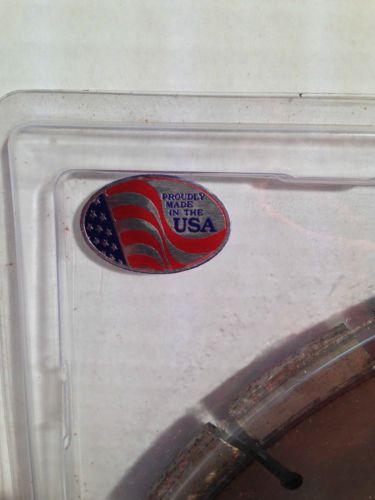 PROUDLY
MADE
IN THE
USA